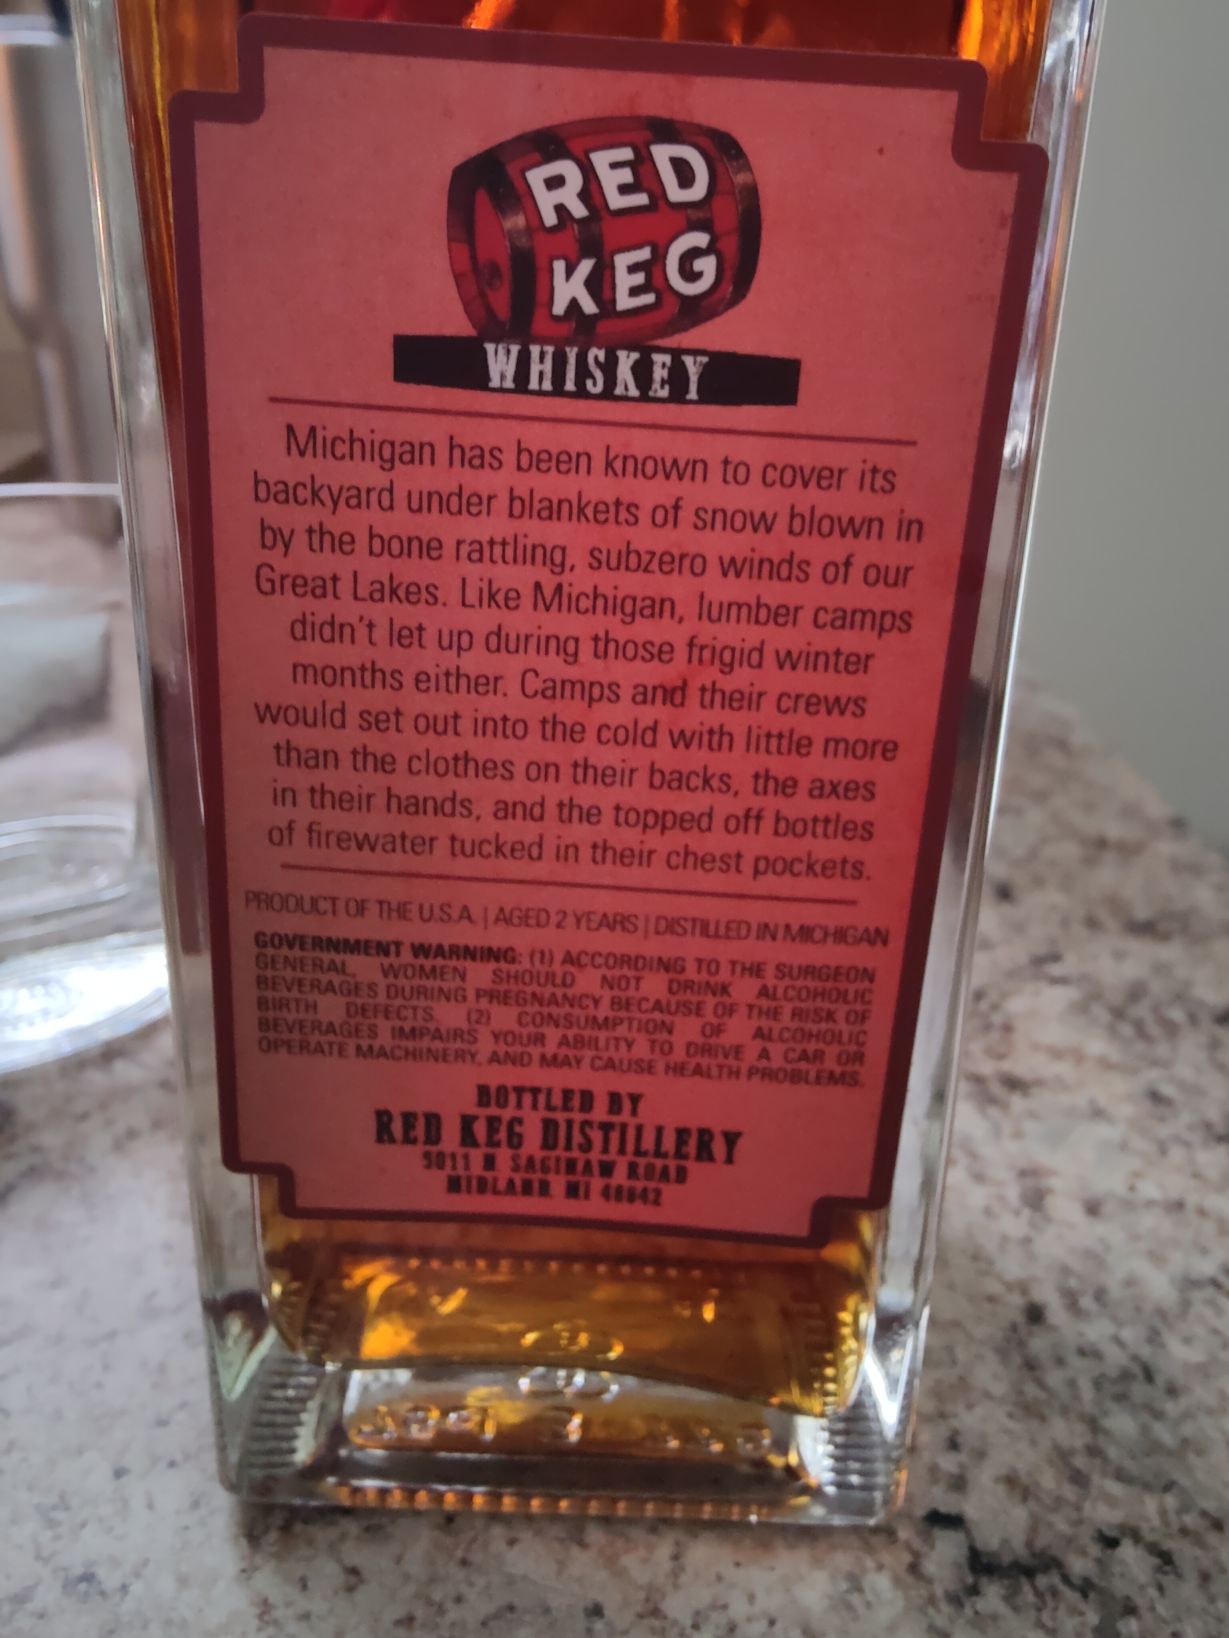 RED
KEG
WHISKEY
Michigan has been known to cover its
backyard under blankets of snow blown in
by the bone rattling, subzero winds of our
Great Lakes. Like Michigan, lumber camps
didn't let up during those frigid winter
months either. Camps and their crews
would set out into the cold with little more
than the clothes on their backs, the axes
in their hands, and the topped off bottles
of firewater tucked in their chest pockets.
PRODUCT OF THE U.S.A. | AGED 2 YEARS | DISTILLED IN MICHIGAN
GOVERNMENT WARNING: (1) ACCORDING TO THE SURGEON
GENERAL, WOMEN SHOULD NOT DRINK ALCOHOLIC
BEVERAGES DURING PREGNANCY BECAUSE OF THE RISK OF
BIRTH DEFECTS. (2) CONSUMPTION OF ALCOHOLIC
BEVERAGES IMPAIRS YOUR ABILITY TO DRIVE A CAR OR
OPERATE MACHINERY, AND MAY CAUSE HEALTH PROBLEMS.
BOTTLED BY
RED KEG DISTILLERY
N SAGINAW ROAD
MIDLAND MI